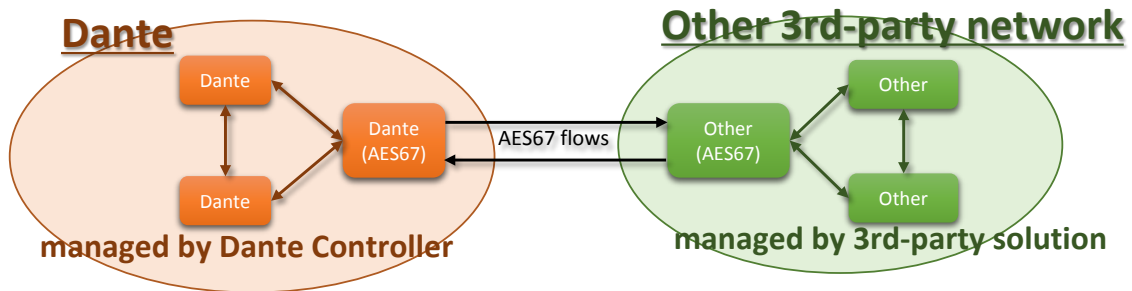 Dante
Other 3rd-party network
Dante
Dante
(AES67)
Dante
AES67 flows
Other
Other
(AES67)
Other
managed by Dante Controller
managed by 3rd-party solution